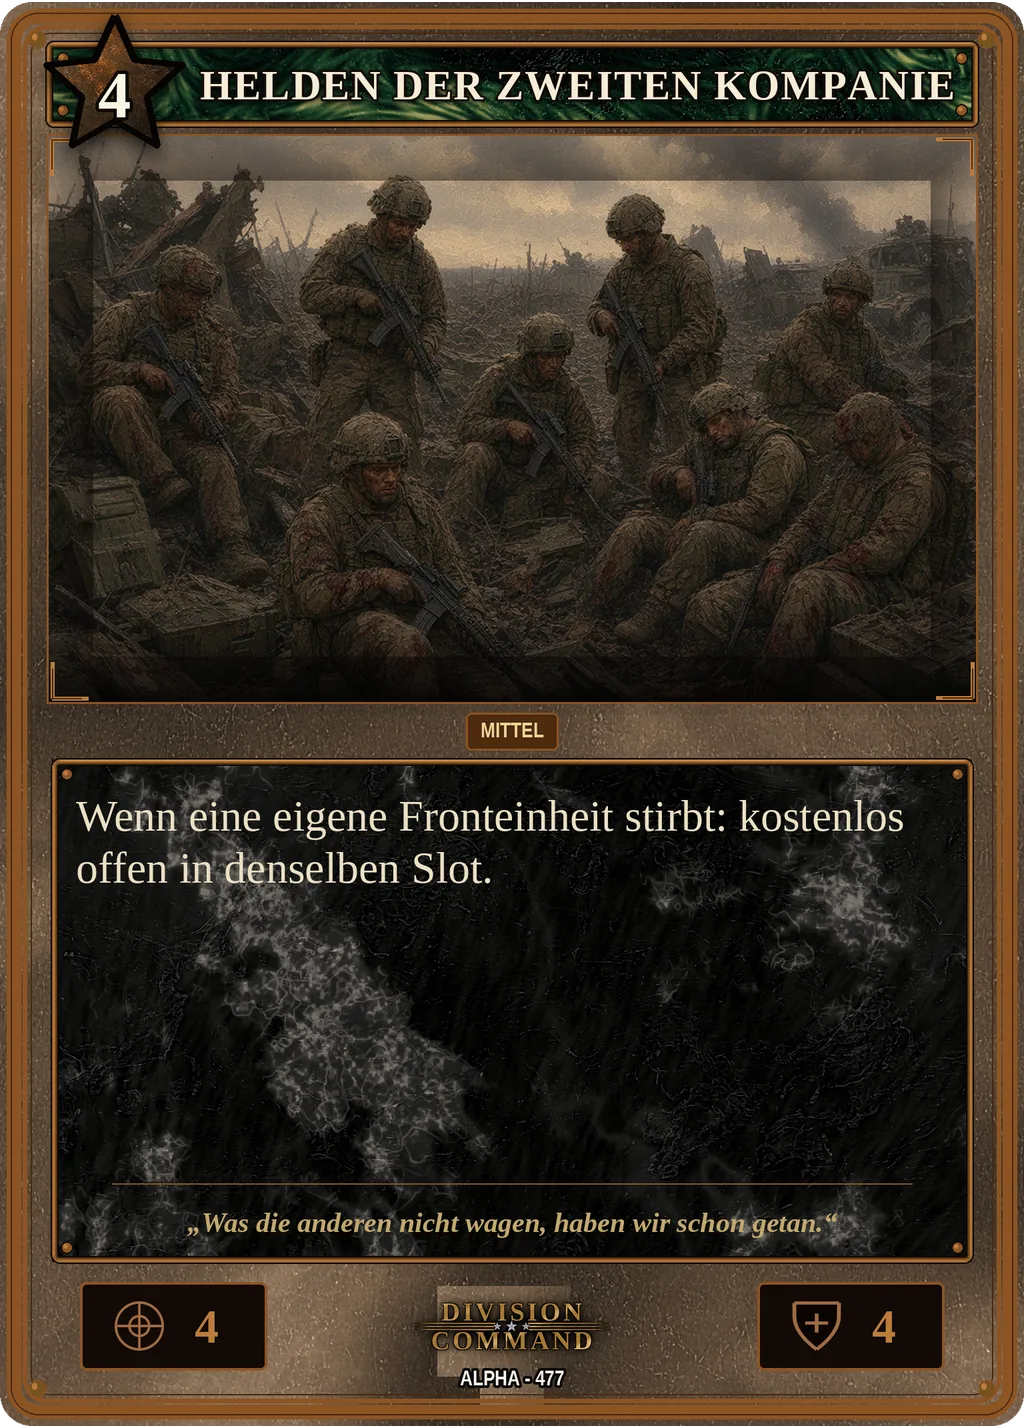 4
HELDEN DER ZWEITEN KOMPANIE
MITTEL
Wenn eine eigene Fronteinheit stirbt: kostenlos
offen in denselben Slot.
„Was die anderen nicht wagen, haben wir schon getan.“
4
DIVISION
COMMAND
4
ALPHA - 477